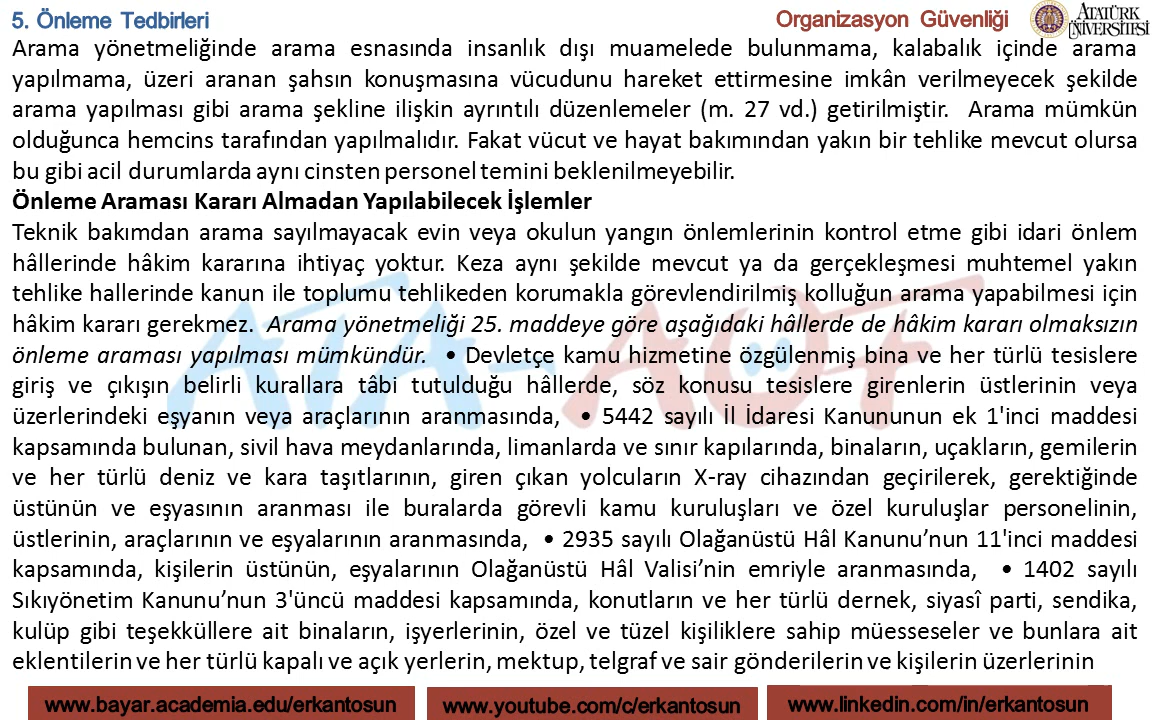 5. Önleme Tedbirleri
Organizasyon Güvenliği
ATATÜRK
ÜNİVERSİTESİ
Arama yönetmeliğinde arama esnasında insanlık dışı muamelede bulunmama, kalabalık içinde arama
yapılmama, üzeri aranan şahsın konuşmasına vücudunu hareket ettirmesine imkân verilmeyecek şekilde
arama yapılması gibi arama şekline ilişkin ayrıntılı düzenlemeler (m. 27 vd.) getirilmiştir. Arama mümkün
olduğunca hemcins tarafından yapılmalıdır. Fakat vücut ve hayat bakımından yakın bir tehlike mevcut olursa
bu gibi acil durumlarda aynı cinsten personel temini beklenilmeyebilir.
Önleme Araması Kararı Almadan Yapılabilecek İşlemler
Teknik bakımdan arama sayılmayacak evin veya okulun yangın önlemlerinin kontrol etme gibi idari önlem
hâllerinde hâkim kararına ihtiyaç yoktur. Keza aynı şekilde mevcut ya da gerçekleşmesi muhtemel yakın
tehlike hallerinde kanun ile toplumu tehlikeden korumakla görevlendirilmiş kolluğun arama yapabilmesi için
hâkim kararı gerekmez. Arama yönetmeliği 25. maddeye göre aşağıdaki hâllerde de hâkim kararı olmaksızın
önleme araması yapılması mümkündür. • Devletçe kamu hizmetine özgülenmiş bina ve her türlü tesislere
giriş ve çıkışın belirli kurallara tâbi tutulduğu hâllerde, söz konusu tesislere girenlerin üstlerinin veya
üzerlerindeki eşyanın veya araçlarının aranmasında, • 5442 sayılı İl İdaresi Kanununun ek 1'inci maddesi
kapsamında bulunan, sivil hava meydanlarında, limanlarda ve sınır kapılarında, binaların, uçakların, gemilerin
ve her türlü deniz ve kara taşıtlarının, giren çıkan yolcuların X-ray cihazından geçirilerek, gerektiğinde
üstünün ve eşyasının aranması ile buralarda görevli kamu kuruluşları ve özel kuruluşlar personelinin,
üstlerinin, araçlarının ve eşyalarının aranmasında, • 2935 sayılı Olağanüstü Hâl Kanunu’nun 11'inci maddesi
kapsamında, kişilerin üstünün, eşyalarının Olağanüstü Hâl Valisi’nin emriyle aranmasında, • 1402 sayılı
Sıkıyönetim Kanunu’nun 3'üncü maddesi kapsamında, konutların ve her türlü dernek, siyasî parti, sendika,
kulüp gibi teşekküllere ait binaların, işyerlerinin, özel ve tüzel kişiliklere sahip müesseseler ve bunlara ait
eklentilerin ve her türlü kapalı ve açık yerlerin, mektup, telgraf ve sair gönderilerin ve kişilerin üzerlerinin
ATA-AÖF
www.bayar.academia.edu/erkantosun
www.youtube.com/c/erkantosun
www.linkedin.com/in/erkantosun